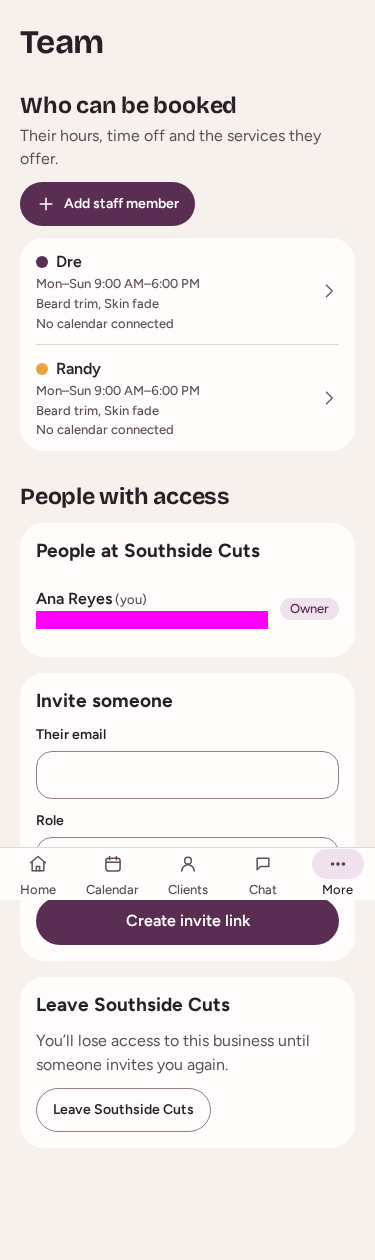 Team
Who can be booked
Their hours, time off and the services they
offer.
Add staff member
Dre
Mon–Sun 9:00 AM–6:00 PM
Beard trim, Skin fade
No calendar connected
Randy
Mon–Sun 9:00 AM–6:00 PM
Beard trim, Skin fade
No calendar connected
People with access
People at Southside Cuts
Ana Reyes (you)
Owner
Invite someone
Their email
Role
Home
Calendar
Clients
Chat
More
Create invite link
Leave Southside Cuts
You’ll lose access to this business until
someone invites you again.
Leave Southside Cuts